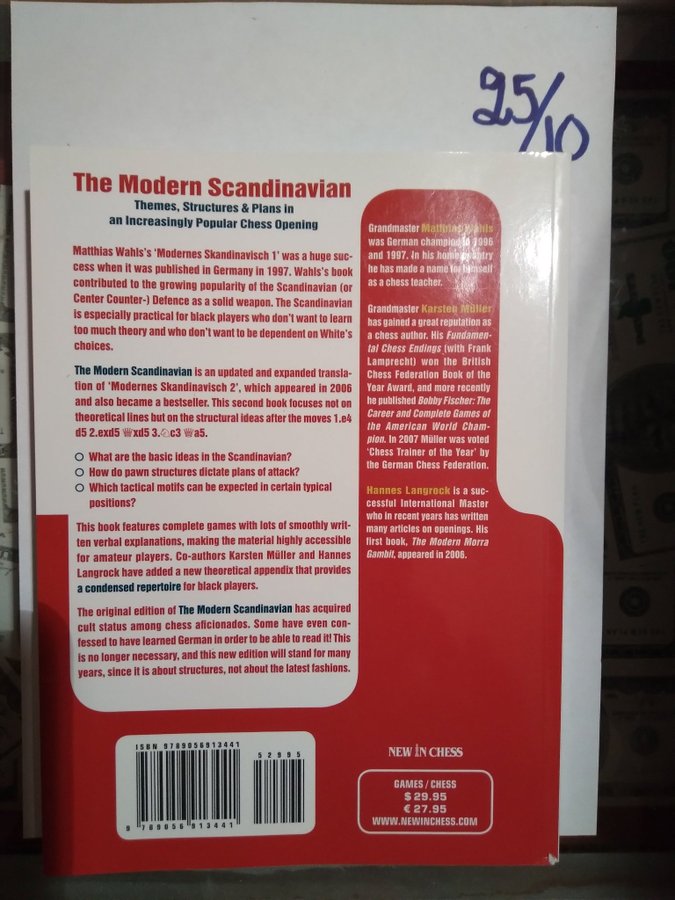 25/10
The Modern Scandinavian
Themes, Structures & Plans in
an Increasingly Popular Chess Opening
Matthias Wahls's 'Modernes Skandinavisch 1' was a huge suc-
cess when it was published in Germany in 1997. Wahls's book
contributed to the growing popularity of the Scandinavian (or
Center Counter-) Defence as a solid weapon. The Scandinavian
is especially practical for black players who don't want to learn
too much theory and who don't want to be dependent on White's
choices.
The Modern Scandinavian is an updated and expanded transla-
tion of 'Modernes Skandinavisch 2', which appeared in 2006
and also became a bestseller. This second book focuses not on
theoretical lines but on the structural ideas after the moves 1.e4
d5 2.exd5 ♕xd5 3.♘c3 ♕a5.
What are the basic ideas in the Scandinavian?
How do pawn structures dictate plans of attack?
Which tactical motifs can be expected in certain typical
positions?
This book features complete games with lots of smoothly writ-
ten verbal explanations, making the material highly accessible
for amateur players. Co-authors Karsten Müller and Hannes
Langrock have added a new theoretical appendix that provides
a condensed repertoire for black players.
The original edition of The Modern Scandinavian has acquired
cult status among chess aficionados. Some have even con-
fessed to have learned German in order to be able to read it! This
is no longer necessary, and this new edition will stand for many
years, since it is about structures, not about the latest fashions.
Grandmaster Matthias Wahls
was German champion in 1996
and 1997. In his home country
he has made a name for himself
as a chess teacher.
Grandmaster Karsten Müller
has gained a great reputation as
a chess author. His Fundamen-
tal Chess Endings (with Frank
Lamprecht) won the British
Chess Federation Book of the
Year Award, and more recently
he published Bobby Fischer: The
Career and Complete Games of
the American World Cham-
pion. In 2007 Müller was voted
'Chess Trainer of the Year' by
the German Chess Federation.
Hannes Langrock is a suc-
cessful International Master
who in recent years has written
many articles on openings. His
first book, The Modern Morra
Gambit, appeared in 2006.
ISBN 9789056913441
52995
9 789056 913441
NEW IN CHESS
GAMES / CHESS
$ 29.95
€ 27.95
WWW.NEWINCHESS.COM